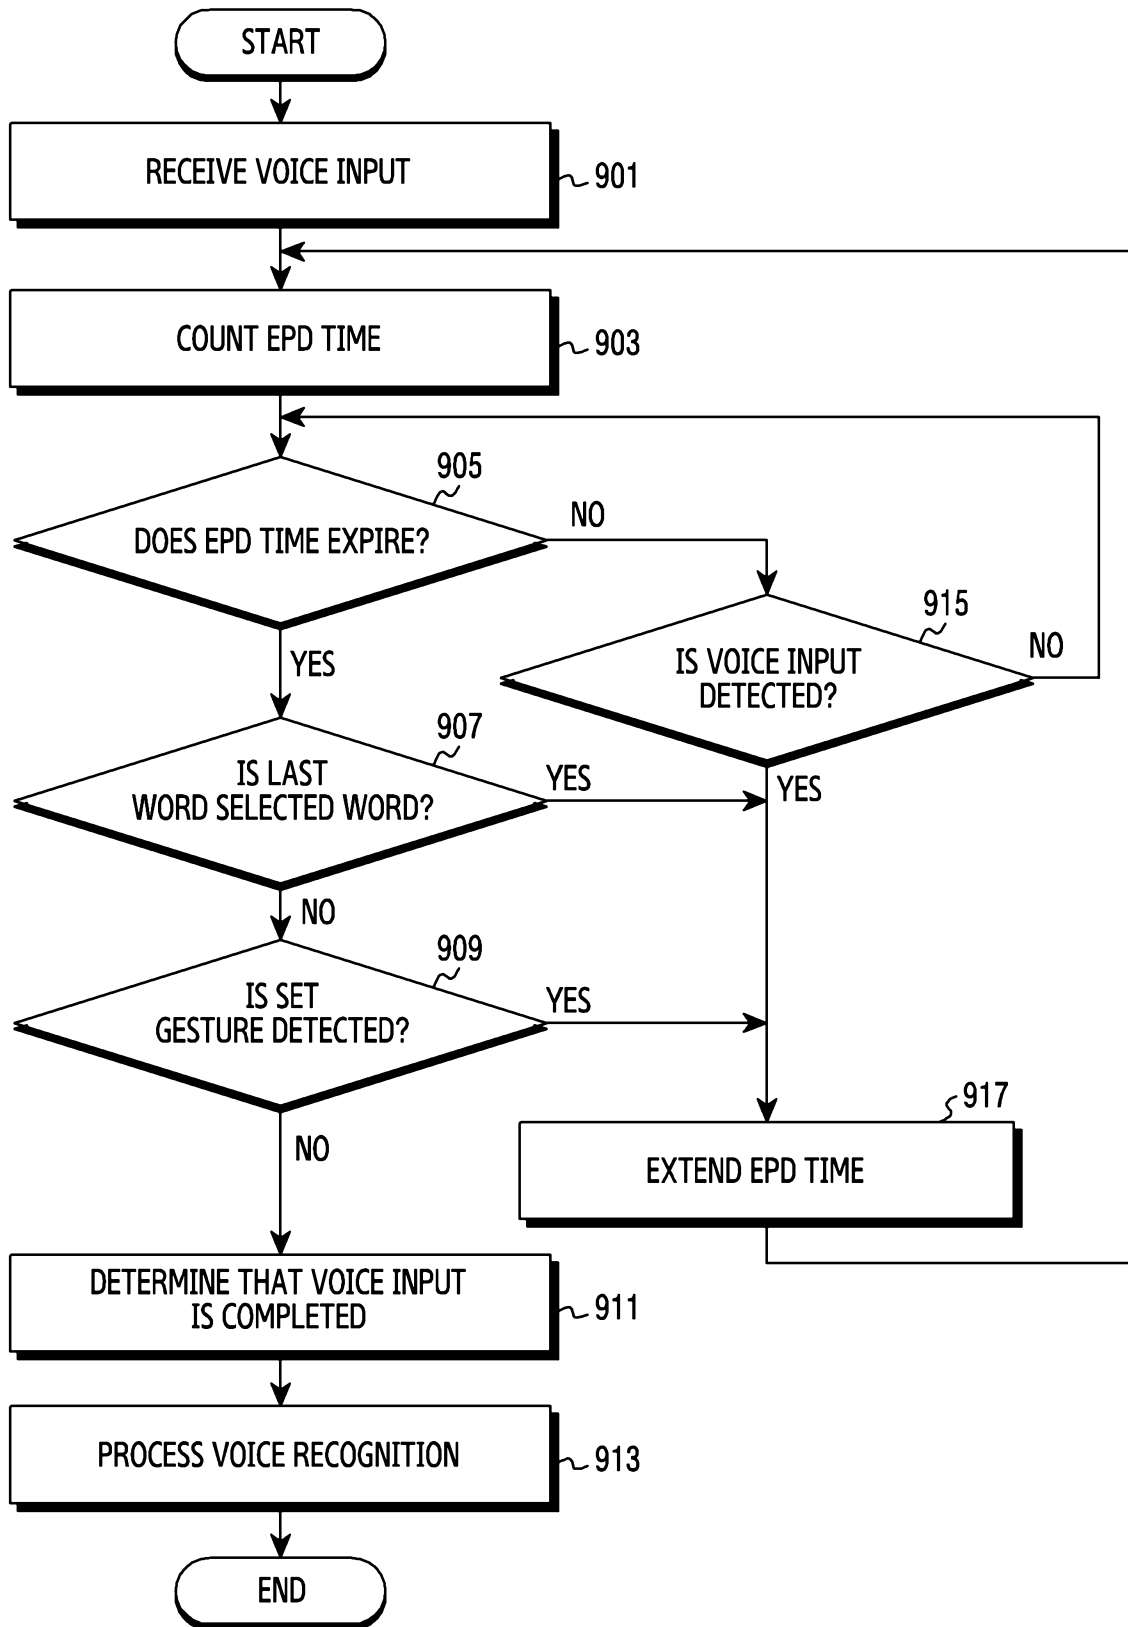 START
RECEIVE VOICE INPUT
901
COUNT EPD TIME
903
905
DOES EPD TIME EXPIRE?
NO
YES
915
IS VOICE INPUT
DETECTED?
NO
YES
907
IS LAST
WORD SELECTED WORD?
YES
NO
909
IS SET
GESTURE DETECTED?
YES
NO
917
EXTEND EPD TIME
DETERMINE THAT VOICE INPUT
IS COMPLETED
911
PROCESS VOICE RECOGNITION
913
END